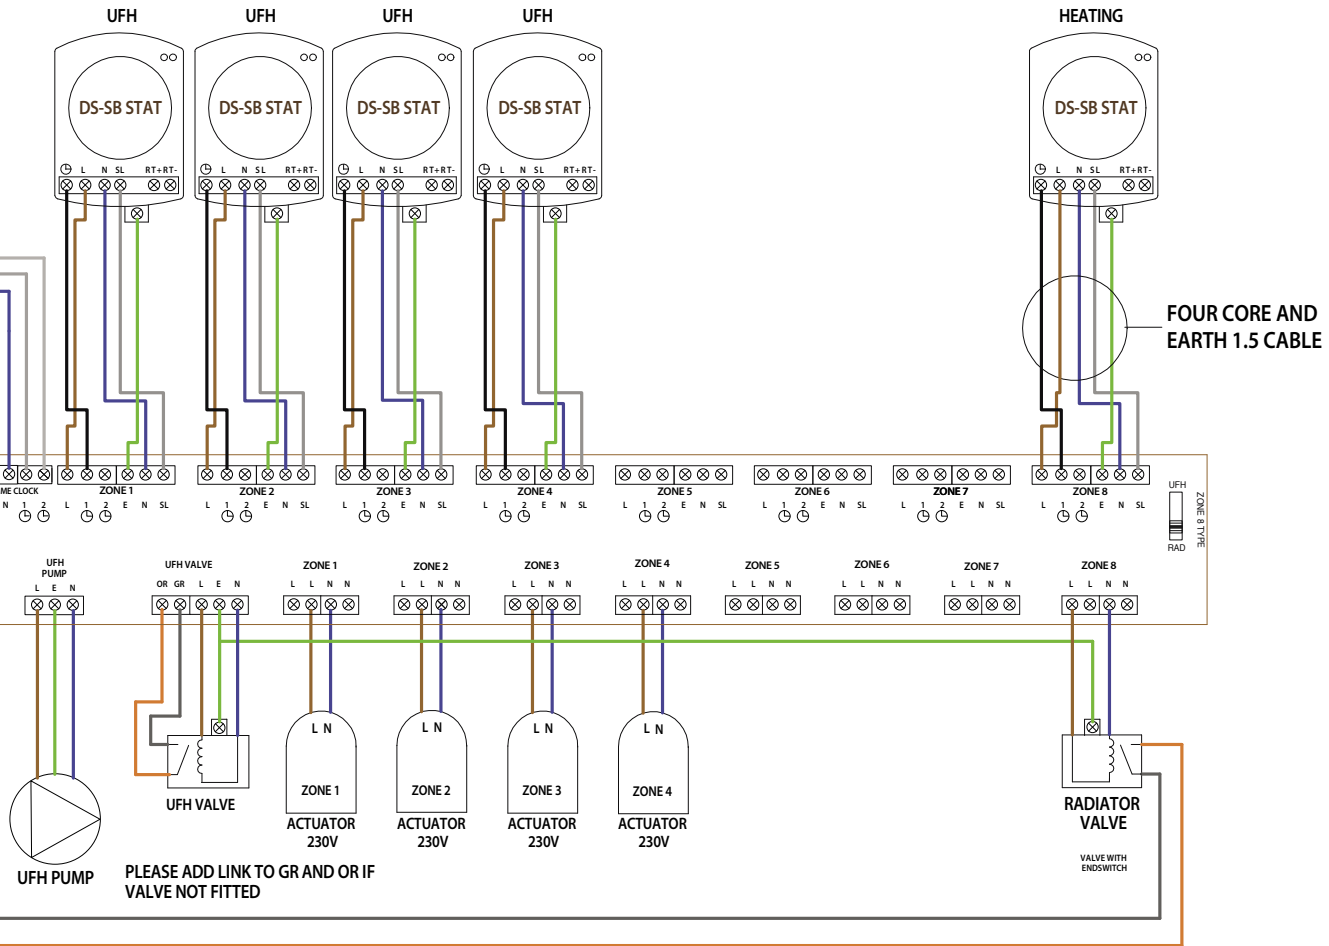 UFH UFH UFH UFH HEATING
DS-SB STAT DS-SB STAT DS-SB STAT DS-SB STAT DS-SB STAT
L N SL RT+RT- L N SL RT+RT- L N SL RT+RT- L N SL RT+RT- L N SL RT+RT-
FOUR CORE AND
EARTH 1.5 CABLE
ME CLOCK ZONE 1 ZONE 2 ZONE 3 ZONE 4 ZONE 5 ZONE 6 ZONE 7 ZONE 8
N 1 2 L 1 2 E N SL L 1 2 E N SL L 1 2 E N SL L 1 2 E N SL L 1 2 E N SL L 1 2 E N SL L 1 2 E N SL L 1 2 E N SL
UFH
ZONE 8 TYPE
RAD
UFH
PUMP
L E N
UFH VALVE
OR GR L E N
ZONE 1 ZONE 2 ZONE 3 ZONE 4 ZONE 5 ZONE 6 ZONE 7 ZONE 8
L L N N L L N N L L N N L L N N L L N N L L N N L L N N L L N N
L N L N L N L N
ZONE 1 ZONE 2 ZONE 3 ZONE 4
UFH VALVE
ACTUATOR
230V
ACTUATOR
230V
ACTUATOR
230V
ACTUATOR
230V
RADIATOR
VALVE
VALVE WITH
ENDSWITCH
UFH PUMP
PLEASE ADD LINK TO GR AND OR IF
VALVE NOT FITTED